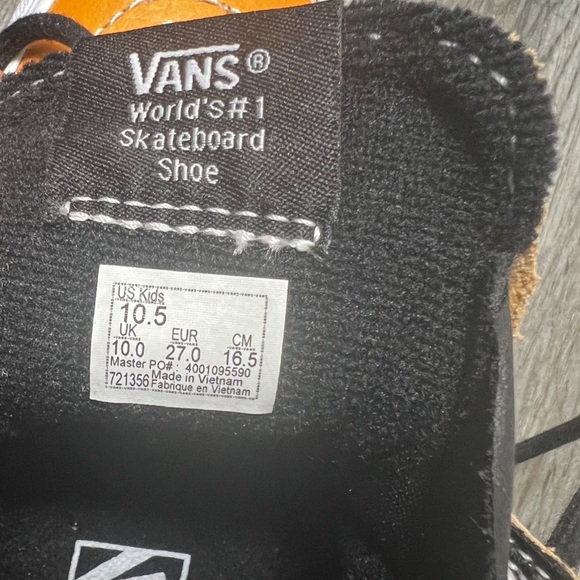 VANS®
World's #1
Skateboard
Shoe
US Kids
10.5
UK EUR CM
10.0 27.0 16.5
Master PO# : 4001095590
721356 Made in Vietnam
Fabrique en Vietnam